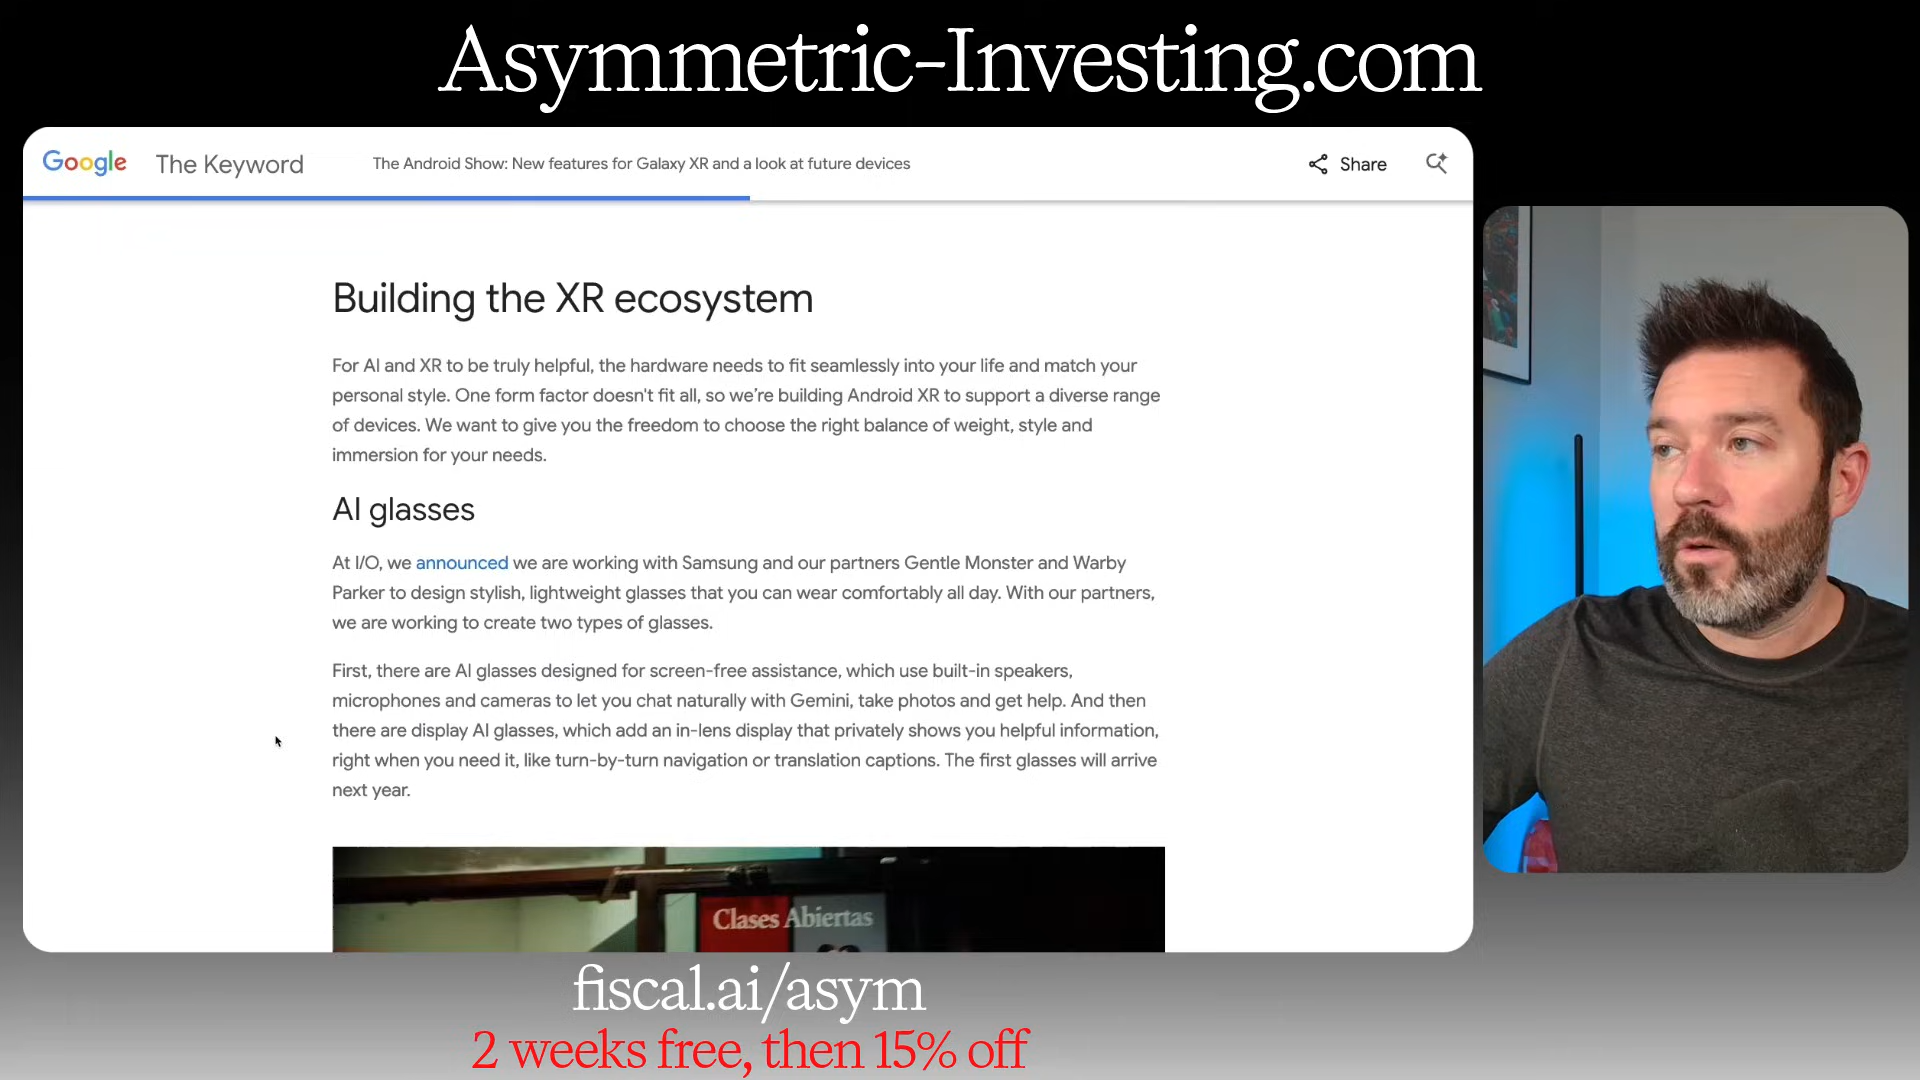 Asymmetric-Investing.com
Google The Keyword The Android Show: New features for Galaxy XR and a look at future devices Share
Building the XR ecosystem
For AI and XR to be truly helpful, the hardware needs to fit seamlessly into your life and match your
personal style. One form factor doesn't fit all, so we're building Android XR to support a diverse range
of devices. We want to give you the freedom to choose the right balance of weight, style and
immersion for your needs.
AI glasses
At I/O, we announced we are working with Samsung and our partners Gentle Monster and Warby
Parker to design stylish, lightweight glasses that you can wear comfortably all day. With our partners,
we are working to create two types of glasses.
First, there are AI glasses designed for screen-free assistance, which use built-in speakers,
microphones and cameras to let you chat naturally with Gemini, take photos and get help. And then
there are display AI glasses, which add an in-lens display that privately shows you helpful information,
right when you need it, like turn-by-turn navigation or translation captions. The first glasses will arrive
next year.
Clases Abiertas
fiscal.ai/asym
2 weeks free, then 15% off